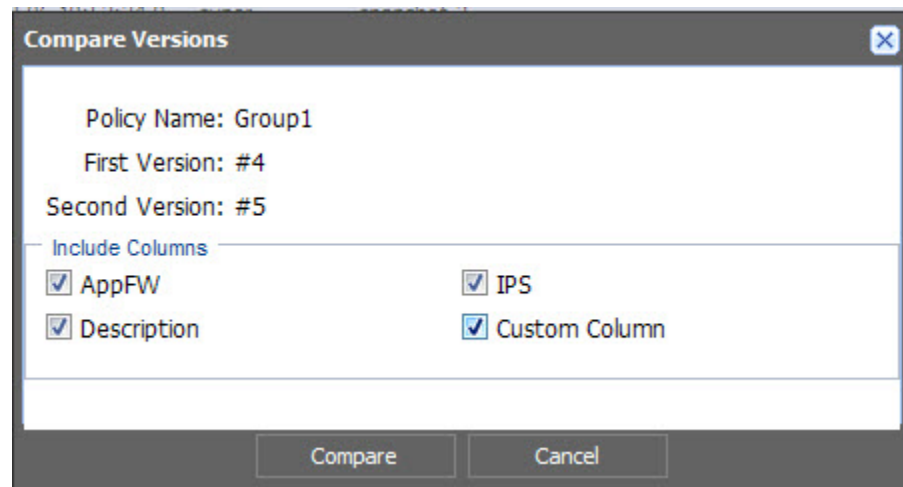 Compare Versions
Policy Name: Group1
First Version: #4
Second Version: #5
Include Columns
AppFW IPS
Description Custom Column
Compare Cancel